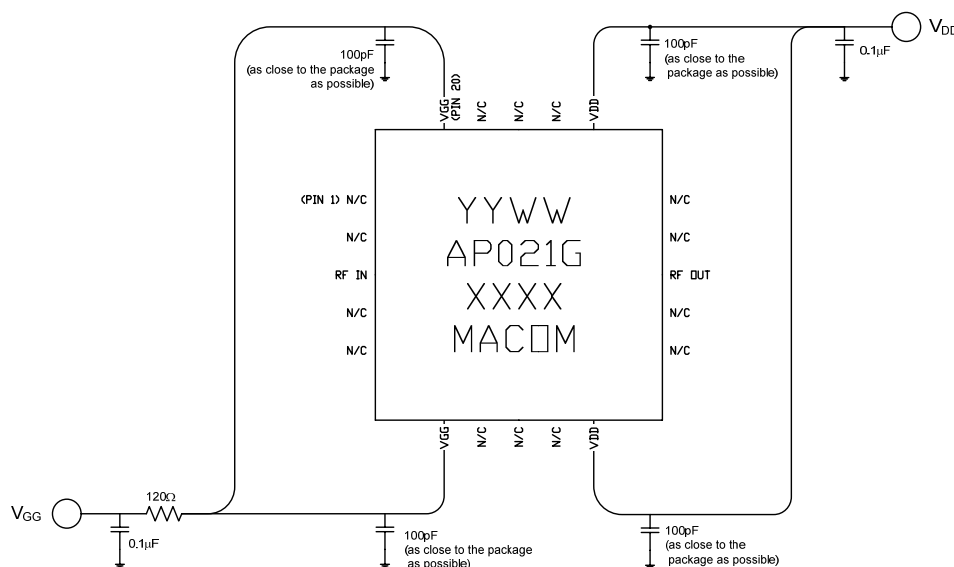 V_DD
100pF
(as close to the package
as possible)
100pF
(as close to the
package as possible)
0.1µF
VGG
(PIN 20)
N/C
N/C
N/C
VDD
(PIN 1) N/C
N/C
RF IN
N/C
N/C
YYWW
AP021G
XXXX
MACOM
N/C
N/C
RF OUT
N/C
N/C
VGG
N/C
N/C
N/C
VDD
VGG
120Ω
0.1µF
100pF
(as close to the package
as possible)
100pF
(as close to the
package as possible)